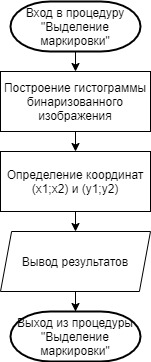 Вход в процедуру
"Выделение
маркировки"
Построение гистограммы
бинаризованного
изображения
Определение координат
(x1;x2) и (y1;y2)
Вывод результатов
Выход из процедуры
"Выделение
маркировки"